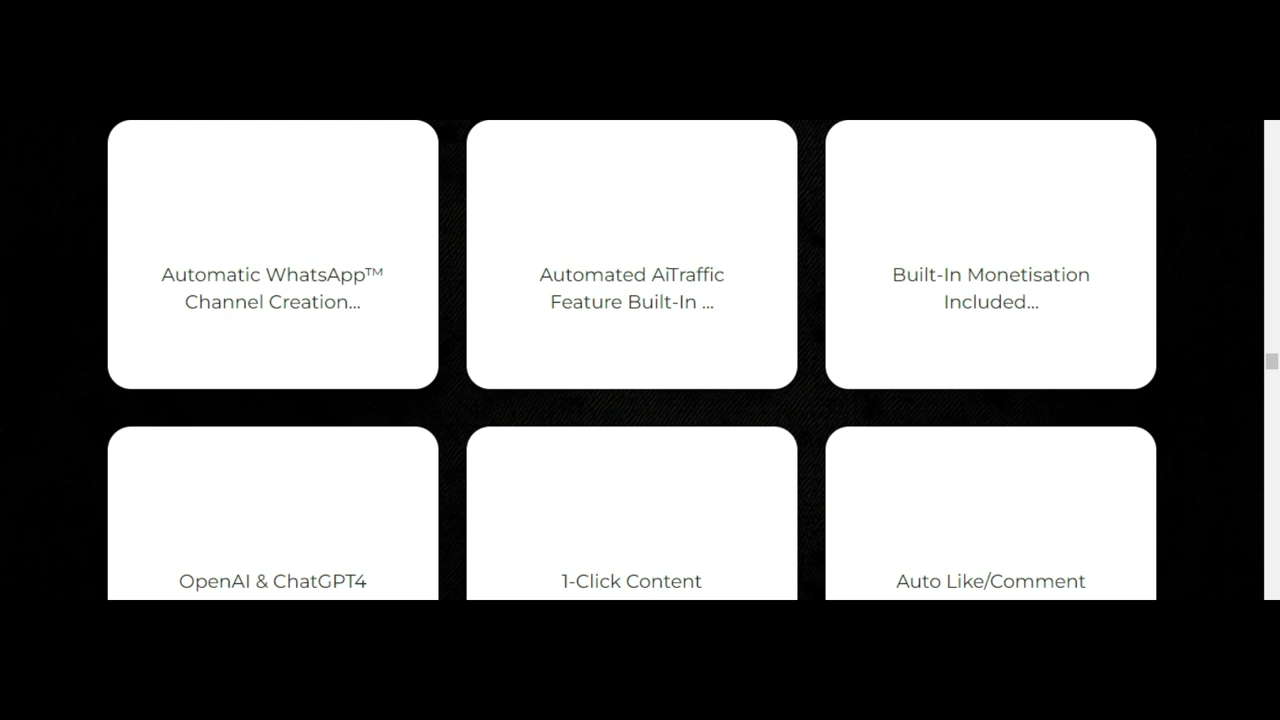 Automatic WhatsApp™
Channel Creation...
Automated AiTraffic
Feature Built-In ...
Built-In Monetisation
Included...
OpenAI & ChatGPT4
1-Click Content
Auto Like/Comment